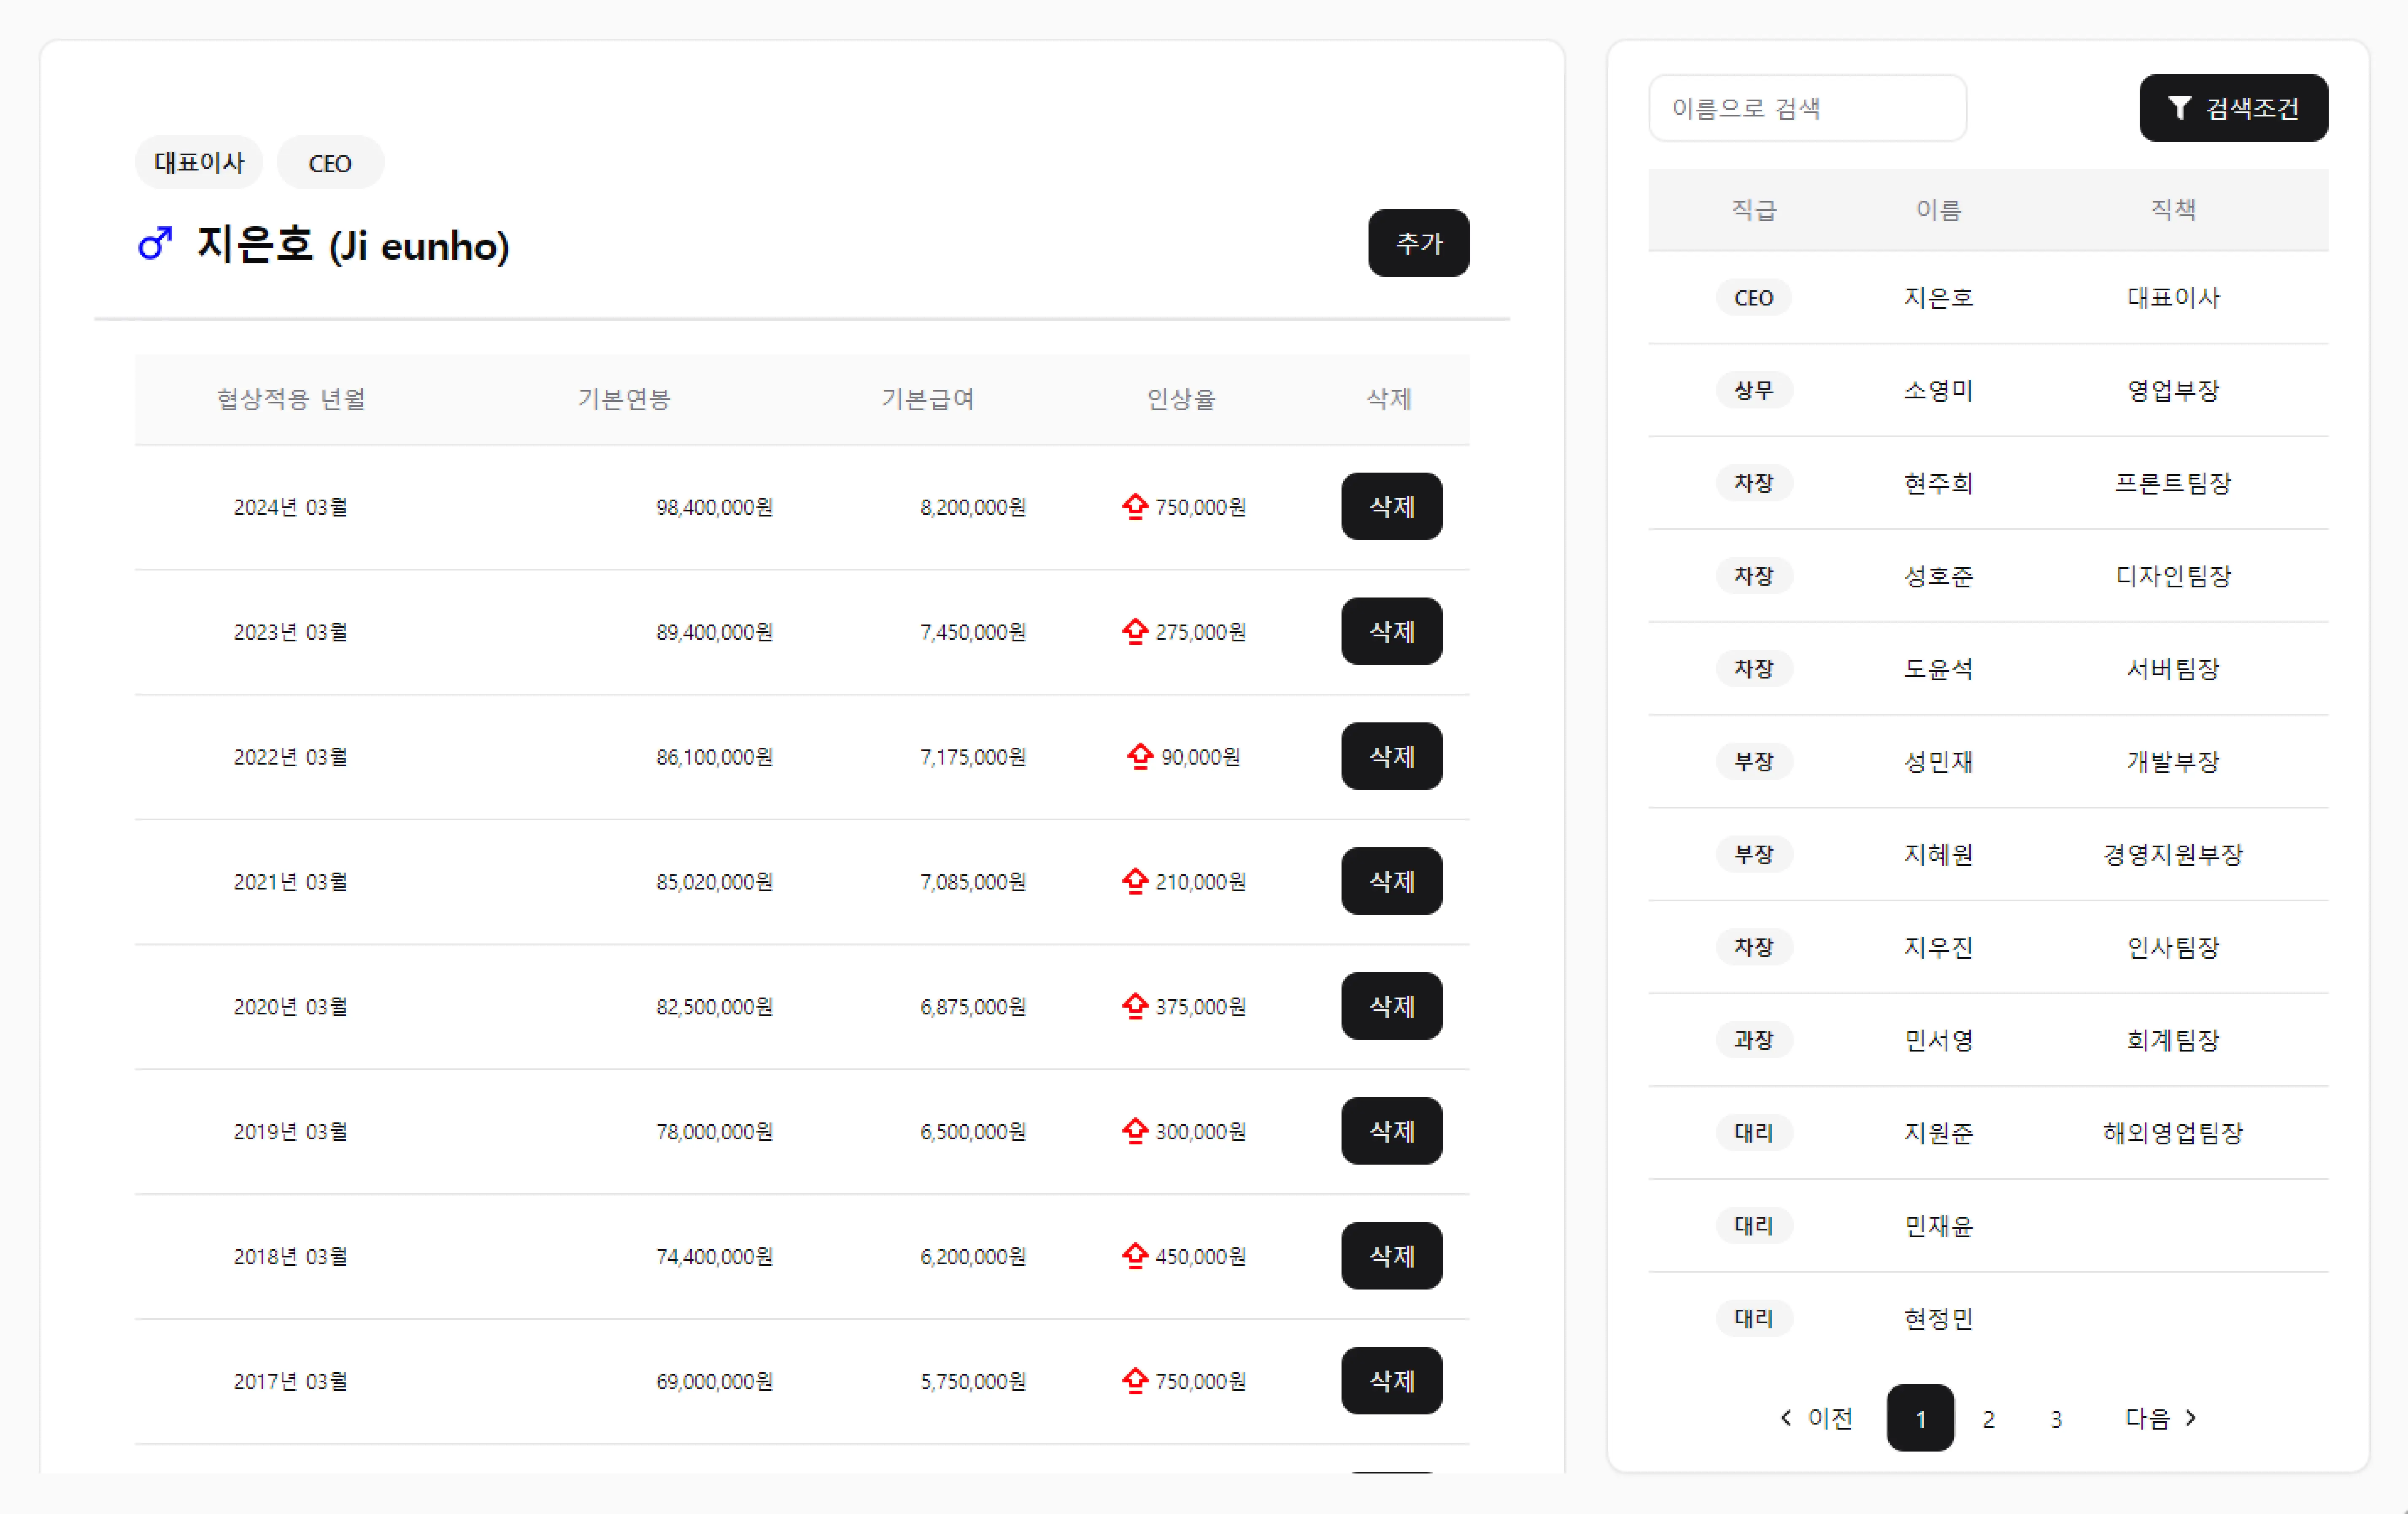 대표이사 CEO
지은호 (Ji eunho)
추가
협상적용 년월 기본연봉 기본급여 인상율 삭제
2024년 03월 98,400,000원 8,200,000원 750,000원 삭제
2023년 03월 89,400,000원 7,450,000원 275,000원 삭제
2022년 03월 86,100,000원 7,175,000원 90,000원 삭제
2021년 03월 85,020,000원 7,085,000원 210,000원 삭제
2020년 03월 82,500,000원 6,875,000원 375,000원 삭제
2019년 03월 78,000,000원 6,500,000원 300,000원 삭제
2018년 03월 74,400,000원 6,200,000원 450,000원 삭제
2017년 03월 69,000,000원 5,750,000원 750,000원 삭제
이름으로 검색 검색조건
직급 이름 직책
CEO 지은호 대표이사
상무 소영미 영업부장
차장 현주희 프론트팀장
차장 성호준 디자인팀장
차장 도윤석 서버팀장
부장 성민재 개발부장
부장 지혜원 경영지원부장
차장 지우진 인사팀장
과장 민서영 회계팀장
대리 지원준 해외영업팀장
대리 민재윤
대리 현정민
이전 1 2 3 다음